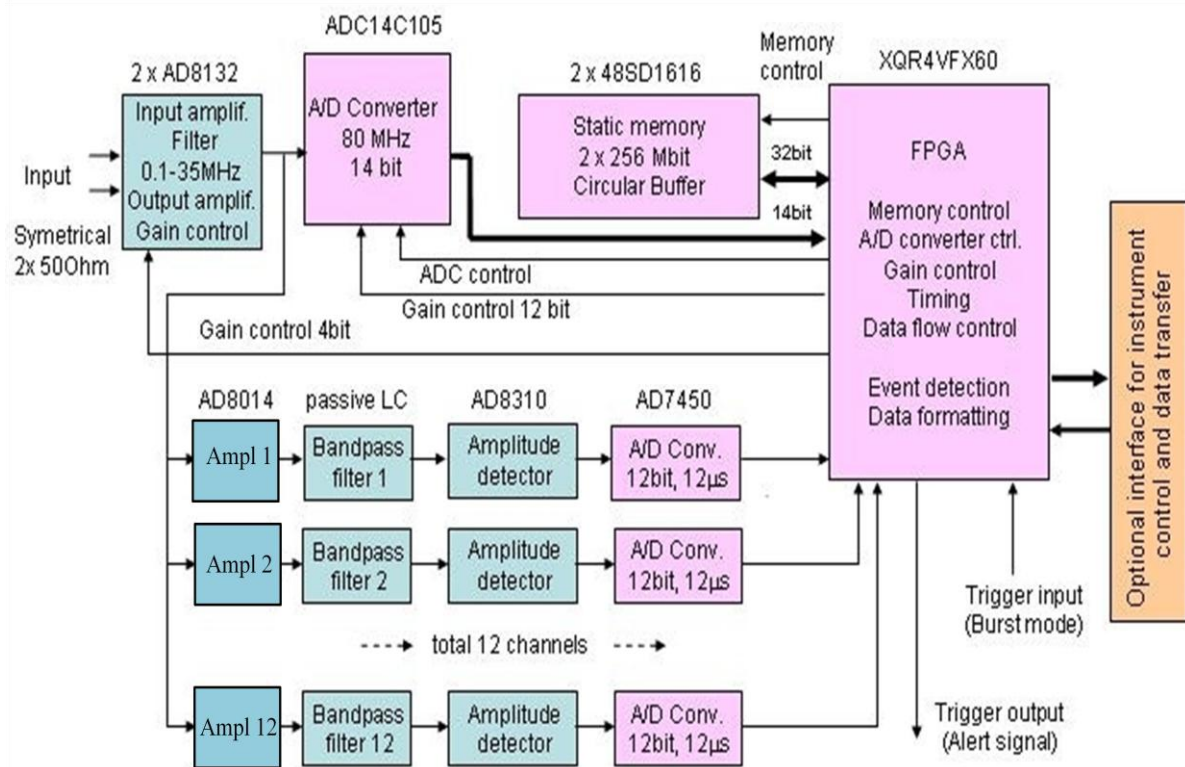 ADC14C105
2 x AD8132
Input amplif.
Filter
0.1-35MHz
Output amplif.
Gain control
Input
Symetrical
2x 50Ohm
A/D Converter
80 MHz
14 bit
2 x 48SD1616
Static memory
2 x 256 Mbit
Circular Buffer
Memory
control
32bit
14bit
XQR4VFX60
FPGA
Memory control
A/D converter ctrl.
Gain control
Timing
Data flow control
Event detection
Data formatting
Optional interface for instrument
control and data transfer
ADC control
Gain control 12 bit
Gain control 4bit
AD8014
passive LC
AD8310
AD7450
Ampl 1
Bandpass
filter 1
Amplitude
detector
A/D Conv.
12bit, 12µs
Ampl 2
Bandpass
filter 2
Amplitude
detector
A/D Conv.
12bit, 12µs
total 12 channels
Ampl 12
Bandpass
filter 12
Amplitude
detector
A/D Conv.
12bit, 12µs
Trigger input
(Burst mode)
Trigger output
(Alert signal)